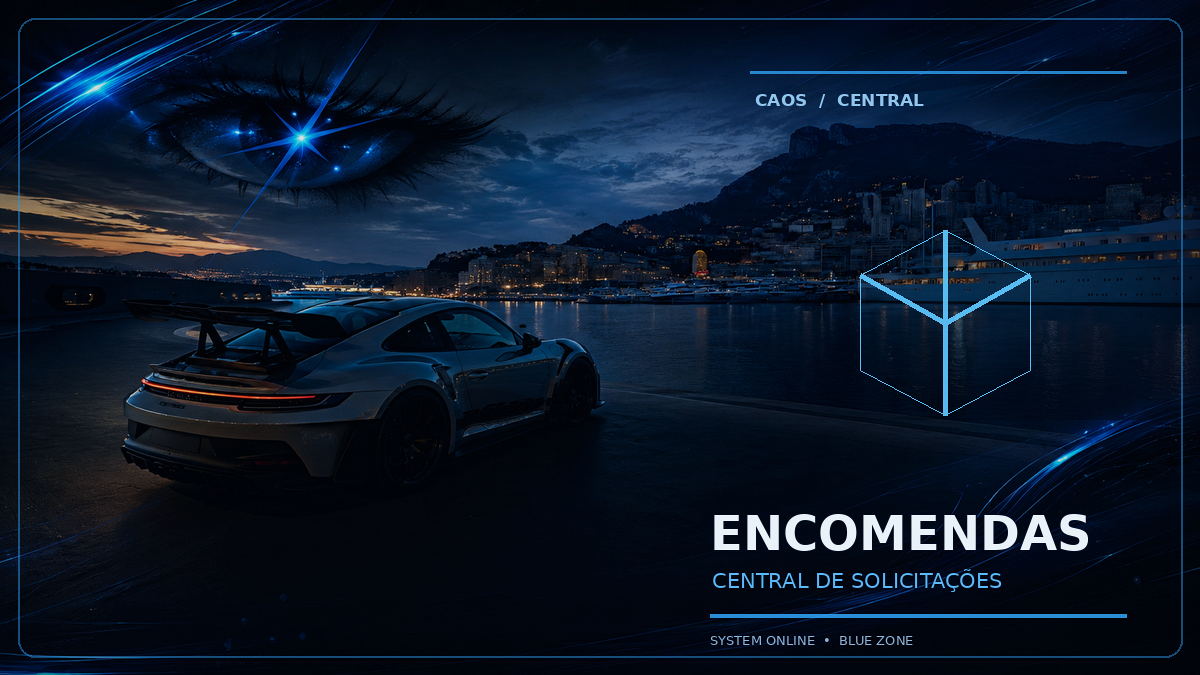 CAOS / CENTRAL
ENCOMENDAS
CENTRAL DE SOLICITAÇÕES
SYSTEM ONLINE • BLUE ZONE